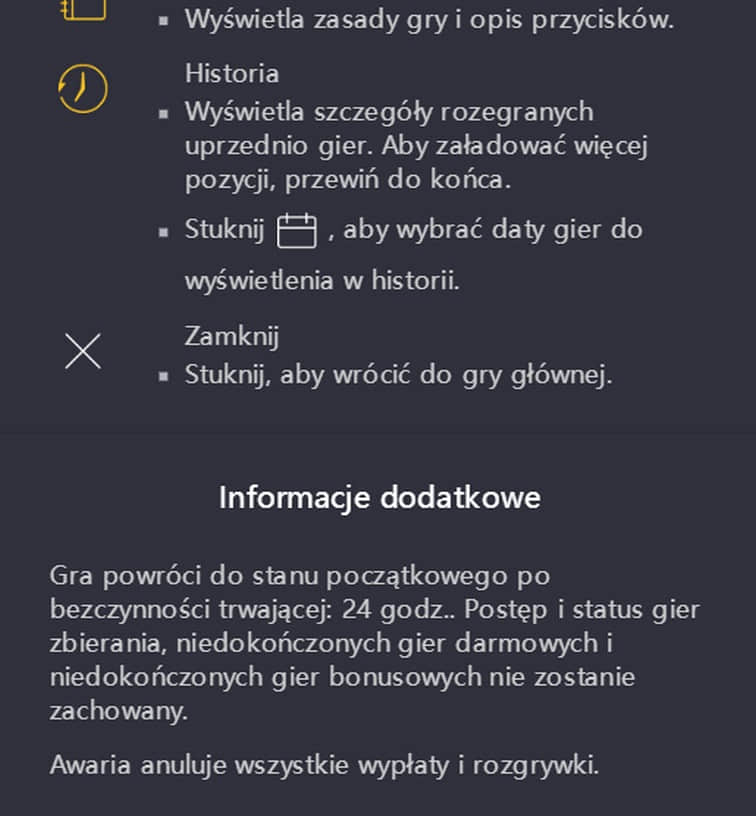 ▪ Wyświetla zasady gry i opis przycisków.
Historia
▪ Wyświetla szczegóły rozegranych
uprzednio gier. Aby załadować więcej
pozycji, przewiń do końca.
▪ Stuknij , aby wybrać daty gier do
wyświetlenia w historii.
Zamknij
▪ Stuknij, aby wrócić do gry głównej.
Informacje dodatkowe
Gra powróci do stanu początkowego po
bezczynności trwającej: 24 godz.. Postęp i status gier
zbierania, niedokończonych gier darmowych i
niedokończonych gier bonusowych nie zostanie
zachowany.
Awaria anuluje wszystkie wypłaty i rozgrywki.